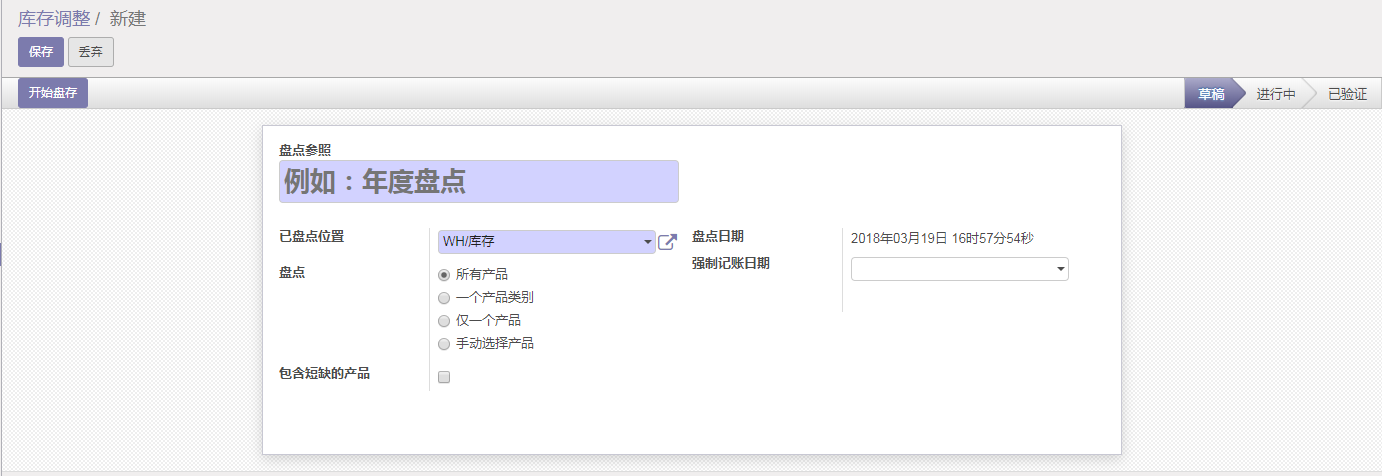 库存调整 / 新建
保存 丢弃
开始盘存 草稿 进行中 已验证
盘点参照
例如：年度盘点
已盘点位置 WH/库存 盘点日期 2018年03月19日 16时57分54秒
强制记账日期
盘点 所有产品
一个产品类别
仅一个产品
手动选择产品
包含短缺的产品